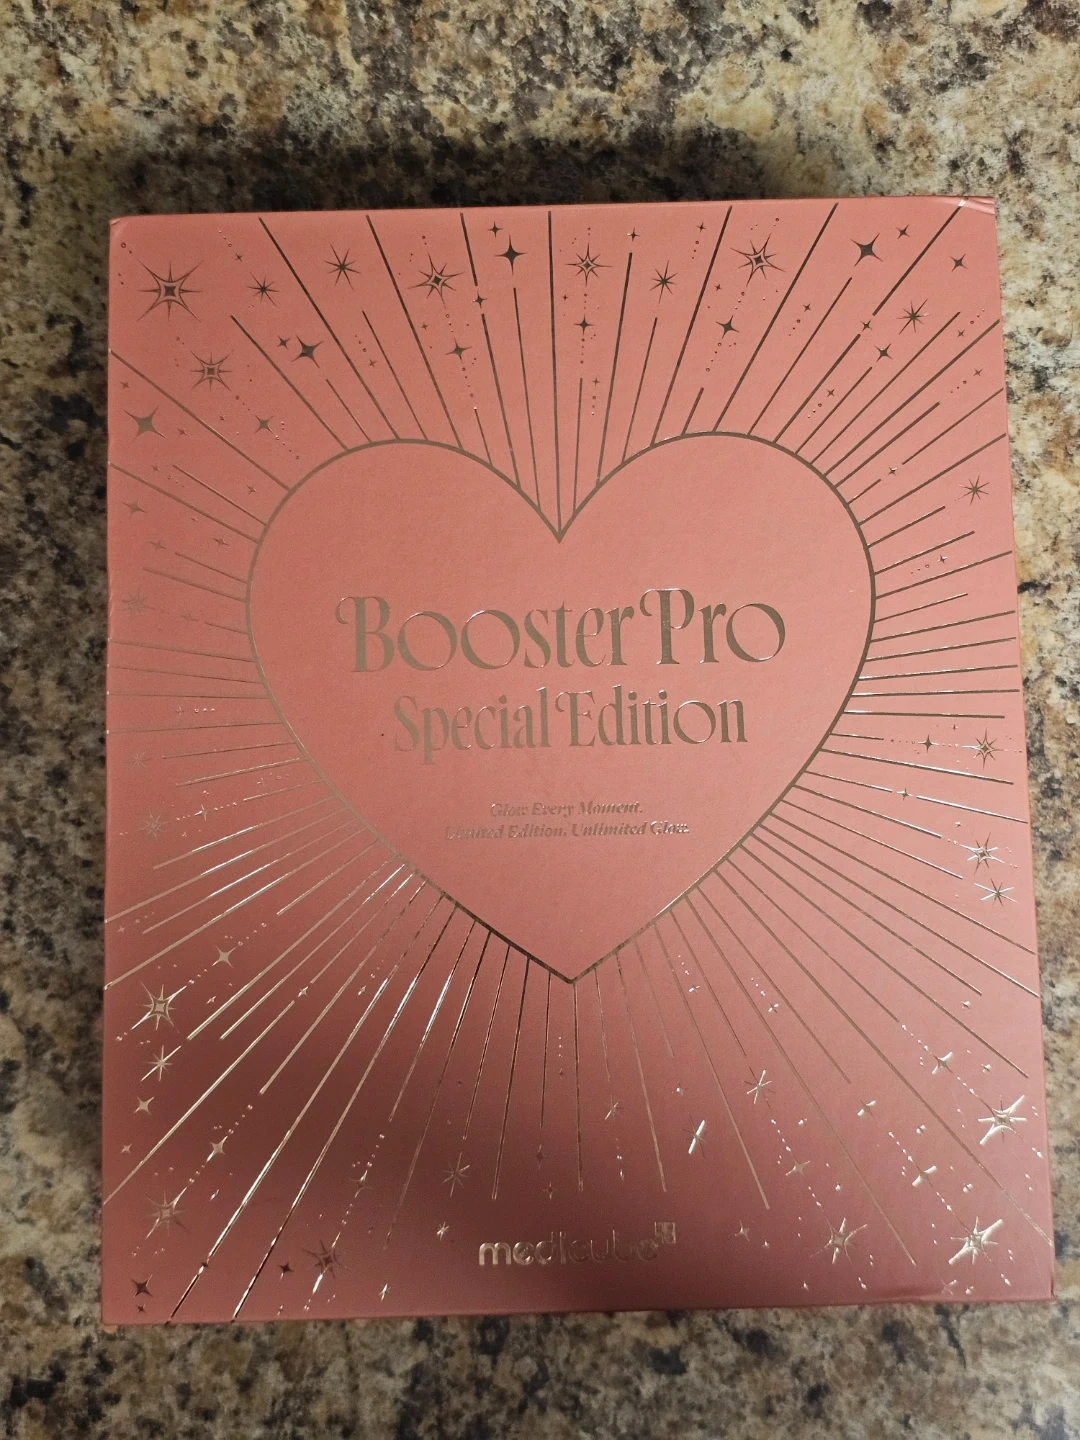 Booster Pro
Special Edition
Glow Every Moment.
Limited Edition. Unlimited Glow.
medicube